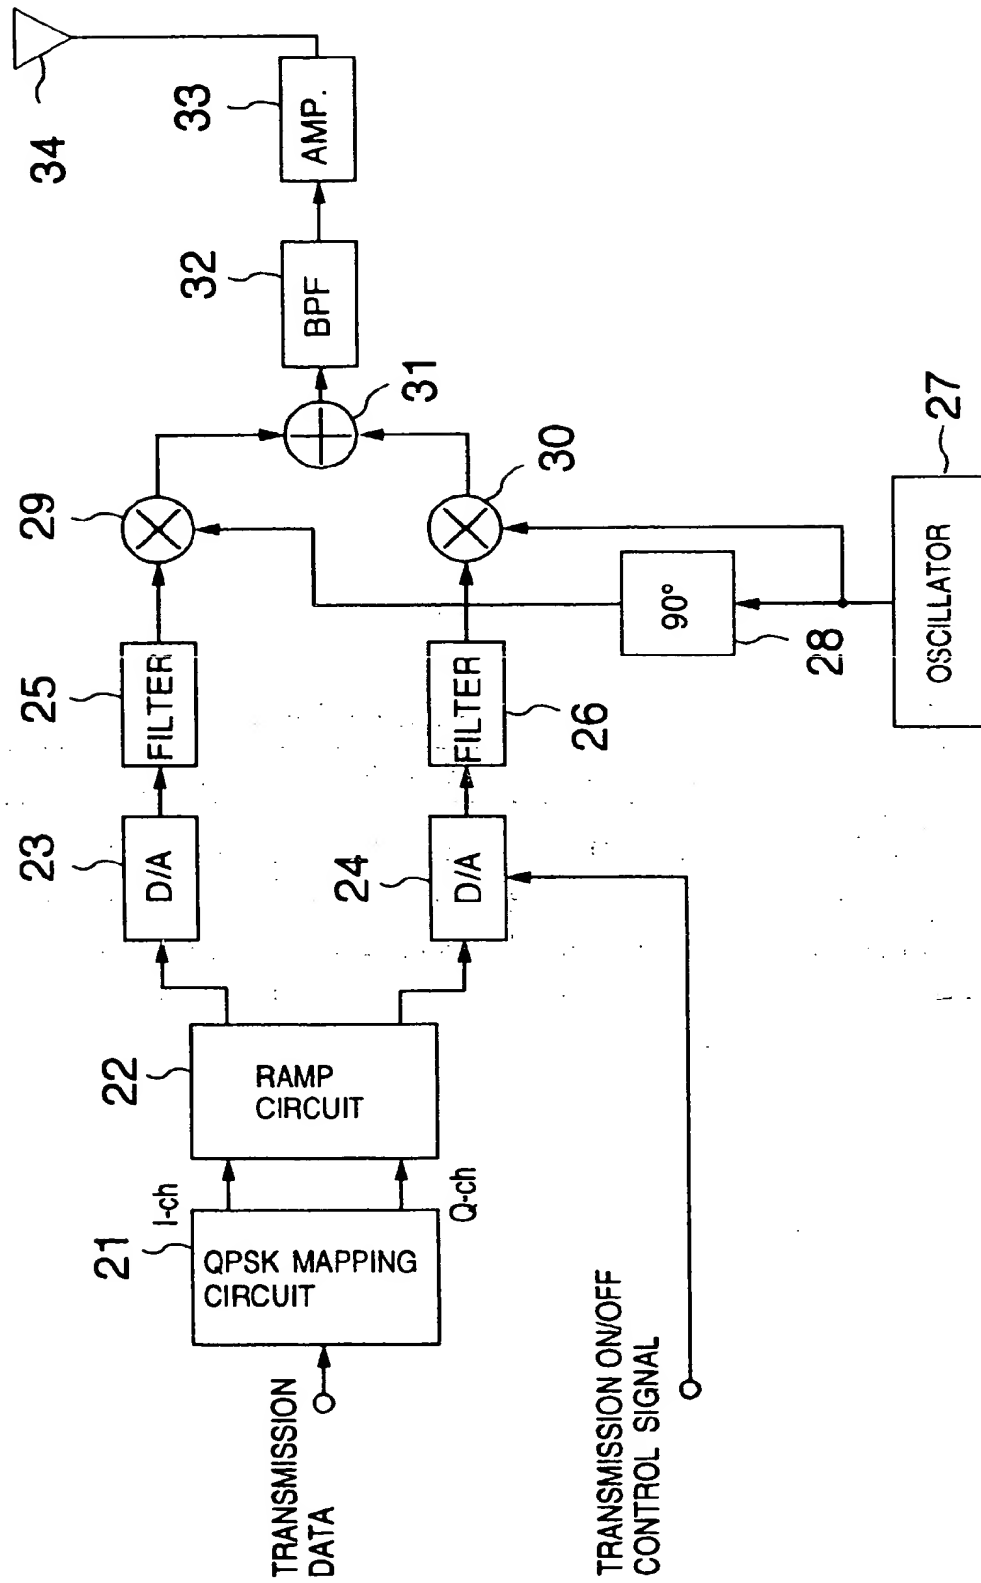 TRANSMISSION
DATA
21
QPSK MAPPING
CIRCUIT
I-ch
Q-ch
22
RAMP
CIRCUIT
23
D/A
24
D/A
25
FILTER
26
FILTER
29
30
31
32
BPF
33
AMP.
34
90°
28
OSCILLATOR
27
TRANSMISSION ON/OFF
CONTROL SIGNAL